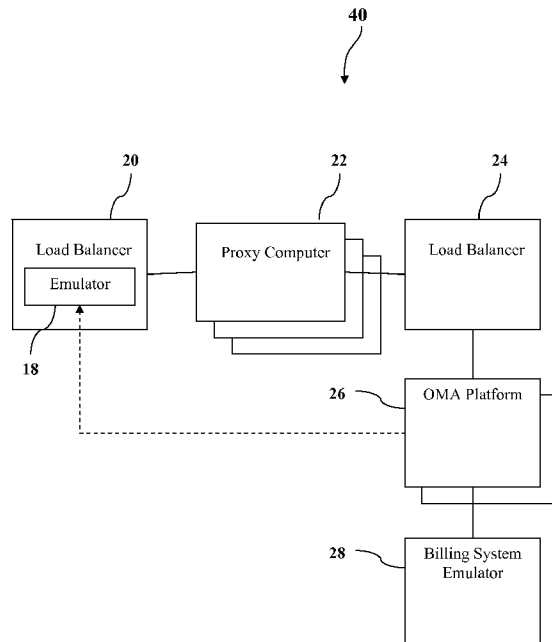 40
20
22
24
Load Balancer
Proxy Computer
Load Balancer
Emulator
18
26
OMA Platform
28
Billing System
Emulator